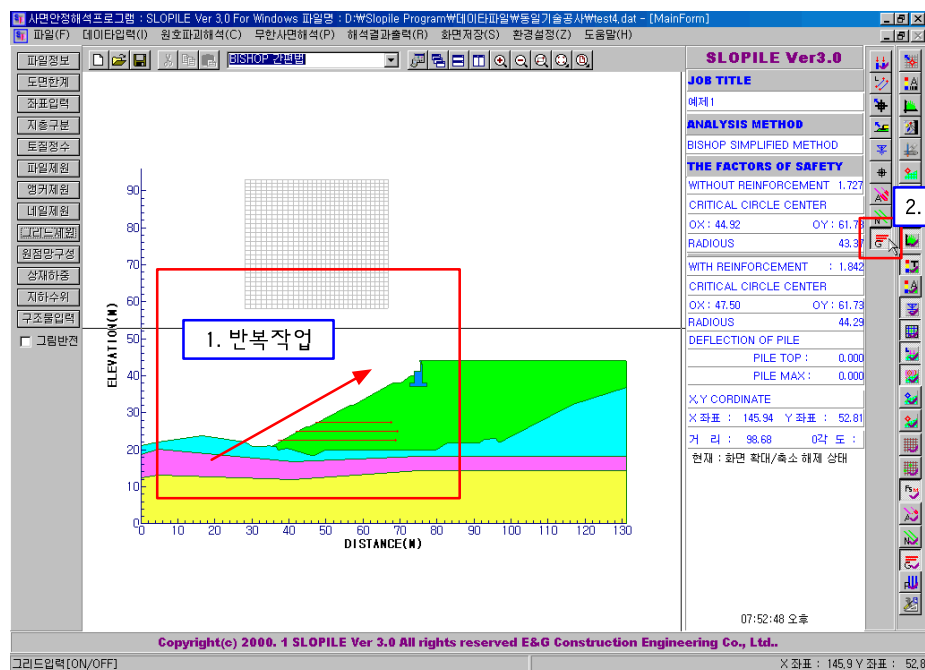 사면안정해석프로그램 : SLOPILE Ver 3.0 For Windows 파일명 : D:₩Slopile Program₩데이타파일₩동일기술공사₩test4.dat - [MainForm]
파일(F) 데이타입력(I) 원호파괴해석(C) 무한사면해석(P) 해석결과출력(R) 화면저장(S) 환경설정(Z) 도움말(H)
BISHOP 간편법
파일정보
도면한계
좌표입력
지층구분
토질정수
파일제원
앵커제원
네일제원
그리드제원
원점망구성
상재하중
지하수위
구조물입력
그림반전
ELEVATION(M)
90
80
70
60
50
40
30
20
10
0
0 10 20 30 40 50 60 70 80 90 100 110 120 130
DISTANCE(M)
1. 반복작업
2.
SLOPILE Ver3.0
JOB TITLE
예제1
ANALYSIS METHOD
BISHOP SIMPLIFIED METHOD
THE FACTORS OF SAFETY
WITHOUT REINFORCEMENT 1.727
CRITICAL CIRCLE CENTER
OX : 44.92 OY : 61.73
RADIOUS 43.37
WITH REINFORCEMENT : 1.842
CRITICAL CIRCLE CENTER
OX : 47.50 OY : 61.73
RADIOUS 44.29
DEFLECTION OF PILE
PILE TOP : 0.000
PILE MAX : 0.000
X,Y CORDINATE
X 좌표 : 145.94 Y 좌표 : 52.81
거 리 : 98.68 0각 도 :
현재 : 화면 확대/축소 해제 상태
07:52:48 오후
Copyright(c) 2000. 1 SLOPILE Ver 3.0 All rights reserved E&G Construction Engineering Co., Ltd..
그리드입력[ON/OFF]
X 좌표 : 145.9 Y 좌표 : 52.8